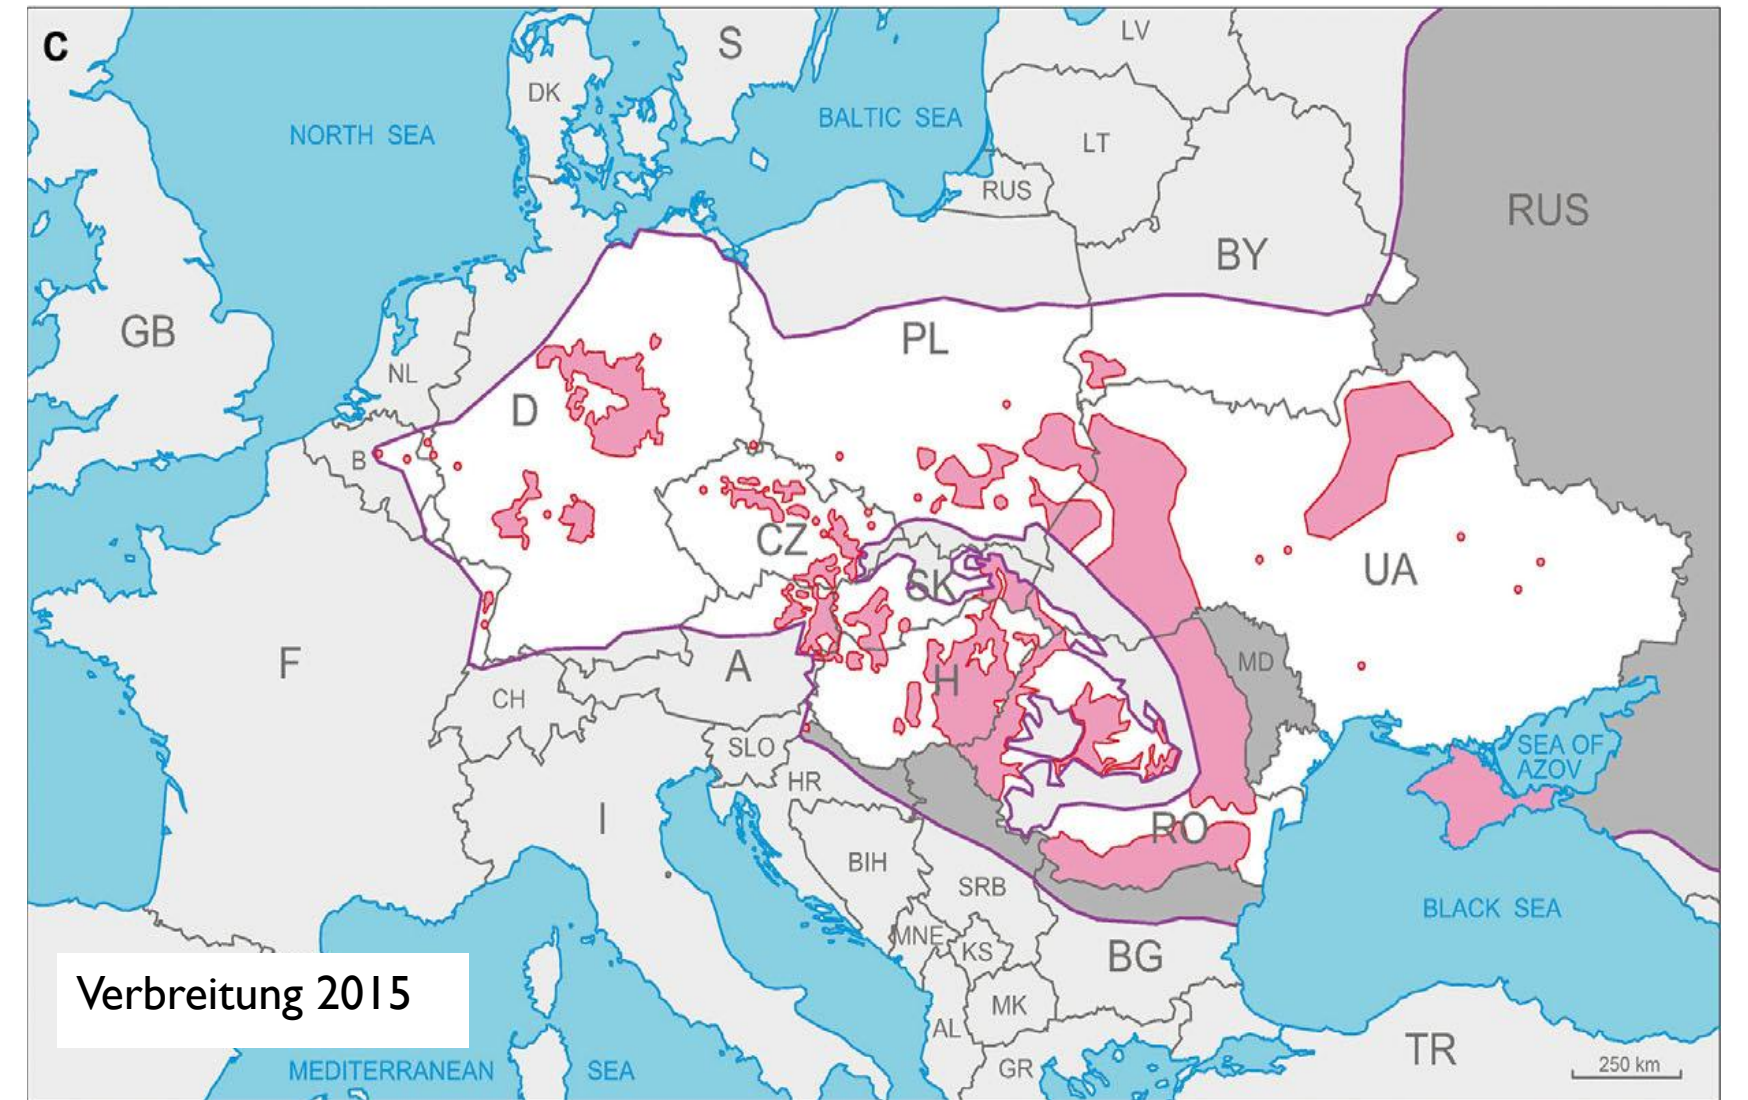 C
S
LV
DK
BALTIC SEA
NORTH SEA
LT
RUS
RUS
BY
GB
PL
NL
D
B
CZ
UA
SK
F
A
H
MD
CH
SLO
SEA OF
AZOV
HR
I
RO
BIH
SRB
BLACK SEA
MNE
KS
BG
Verbreitung 2015
MK
AL
TR
MEDITERRANEAN SEA
GR
250 km